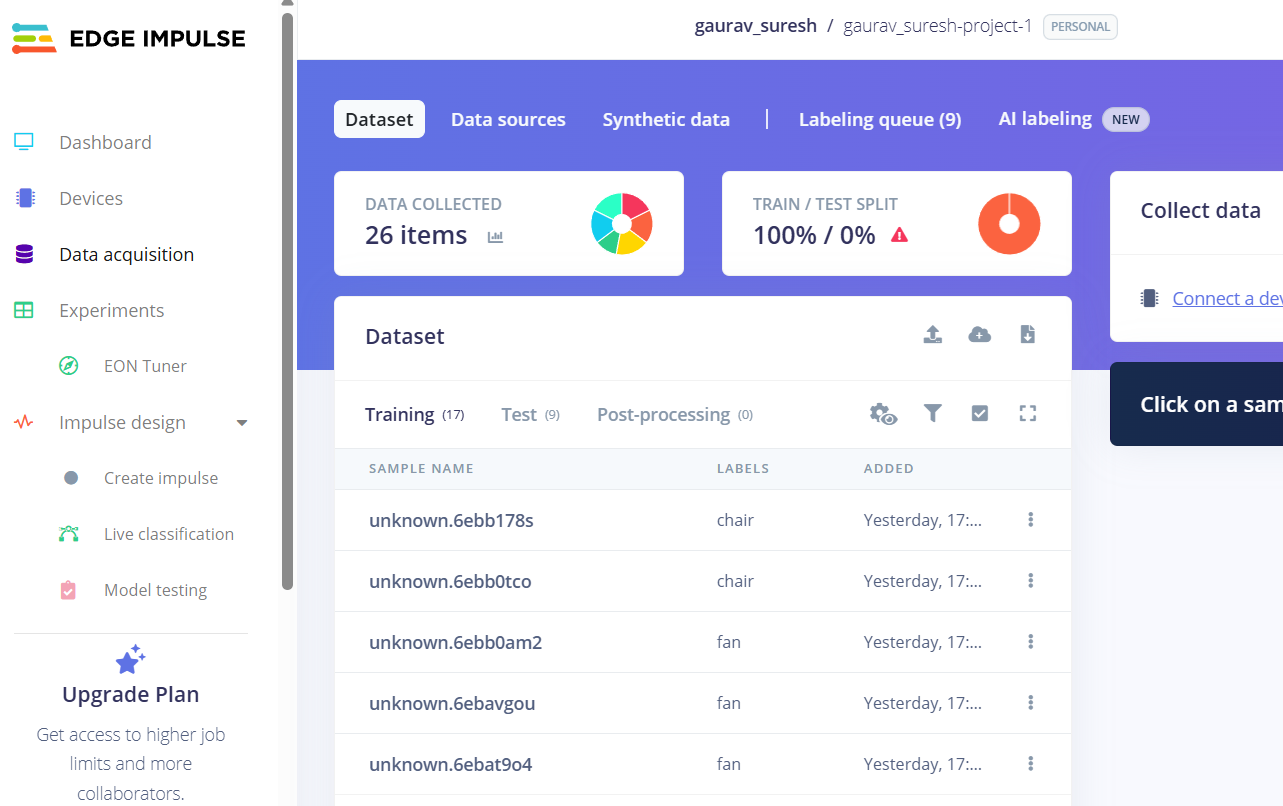 EDGE IMPULSE
gaurav_suresh / gaurav_suresh-project-1 PERSONAL
Dashboard
Devices
Data acquisition
Experiments
EON Tuner
Impulse design
Create impulse
Live classification
Model testing
Upgrade Plan
Get access to higher job
limits and more
collaborators.
Dataset Data sources Synthetic data | Labeling queue (9) AI labeling NEW
DATA COLLECTED
26 items
TRAIN / TEST SPLIT
100% / 0%
Collect data
Connect a dev
Click on a sam
Dataset
Training (17) Test (9) Post-processing (0)
SAMPLE NAME LABELS ADDED
unknown.6ebb178s chair Yesterday, 17:...
unknown.6ebb0tco chair Yesterday, 17:...
unknown.6ebb0am2 fan Yesterday, 17:...
unknown.6ebavgou fan Yesterday, 17:...
unknown.6ebat9o4 fan Yesterday, 17:...